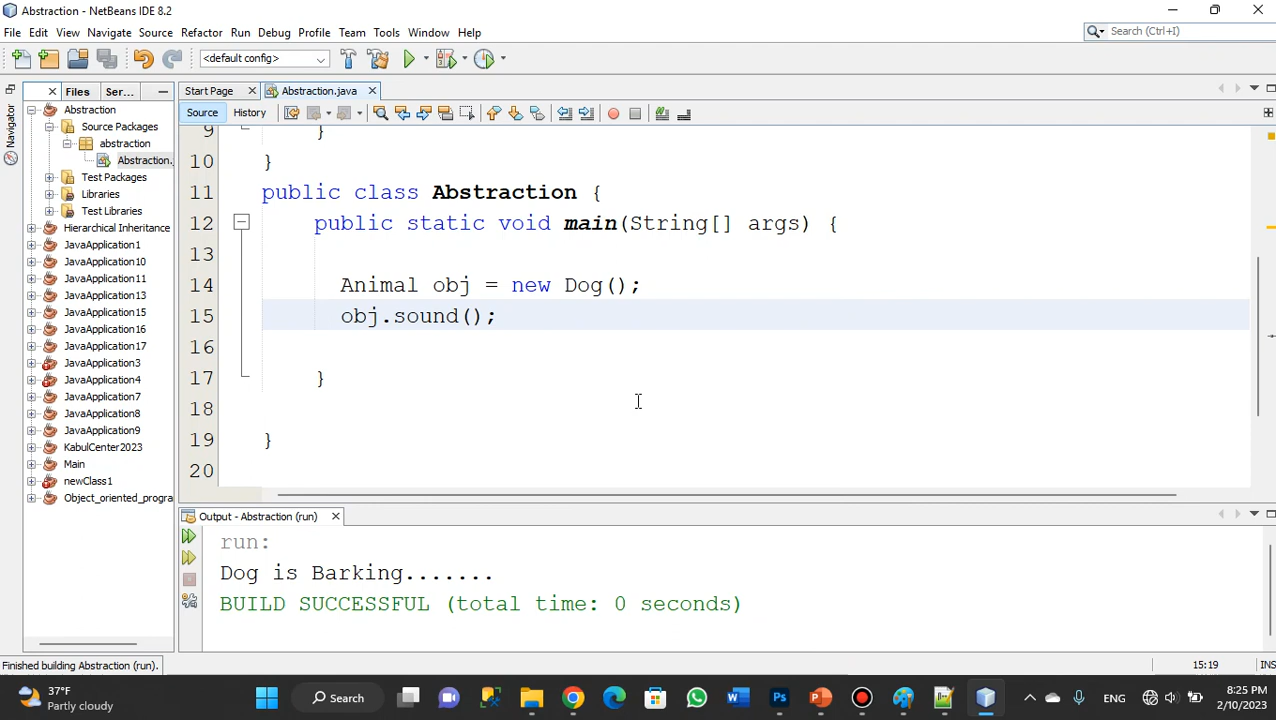 Abstraction - NetBeans IDE 8.2
File Edit View Navigate Source Refactor Run Debug Profile Team Tools Window Help
Search (Ctrl+I)
<default config>
Files Ser...
Start Page Abstraction.java
Navigator
Source History
Abstraction
Source Packages
abstraction
Abstraction.
Test Packages
Libraries
Test Libraries
Hierarchical Inheritance
JavaApplication1
JavaApplication10
JavaApplication11
JavaApplication13
JavaApplication15
JavaApplication16
JavaApplication17
JavaApplication3
JavaApplication4
JavaApplication7
JavaApplication8
JavaApplication9
KabulCenter2023
Main
newClass1
Object_oriented_progra
9 }
10 }
11 public class Abstraction {
12 public static void main(String[] args) {
13
14 Animal obj = new Dog();
15 obj.sound();
16
17 }
18
19 }
20
Output - Abstraction (run)
run:
Dog is Barking.......
BUILD SUCCESSFUL (total time: 0 seconds)
Finished building Abstraction (run).
15:19 INS
37°F
Partly cloudy
Search
ENG
8:25 PM
2/10/2023